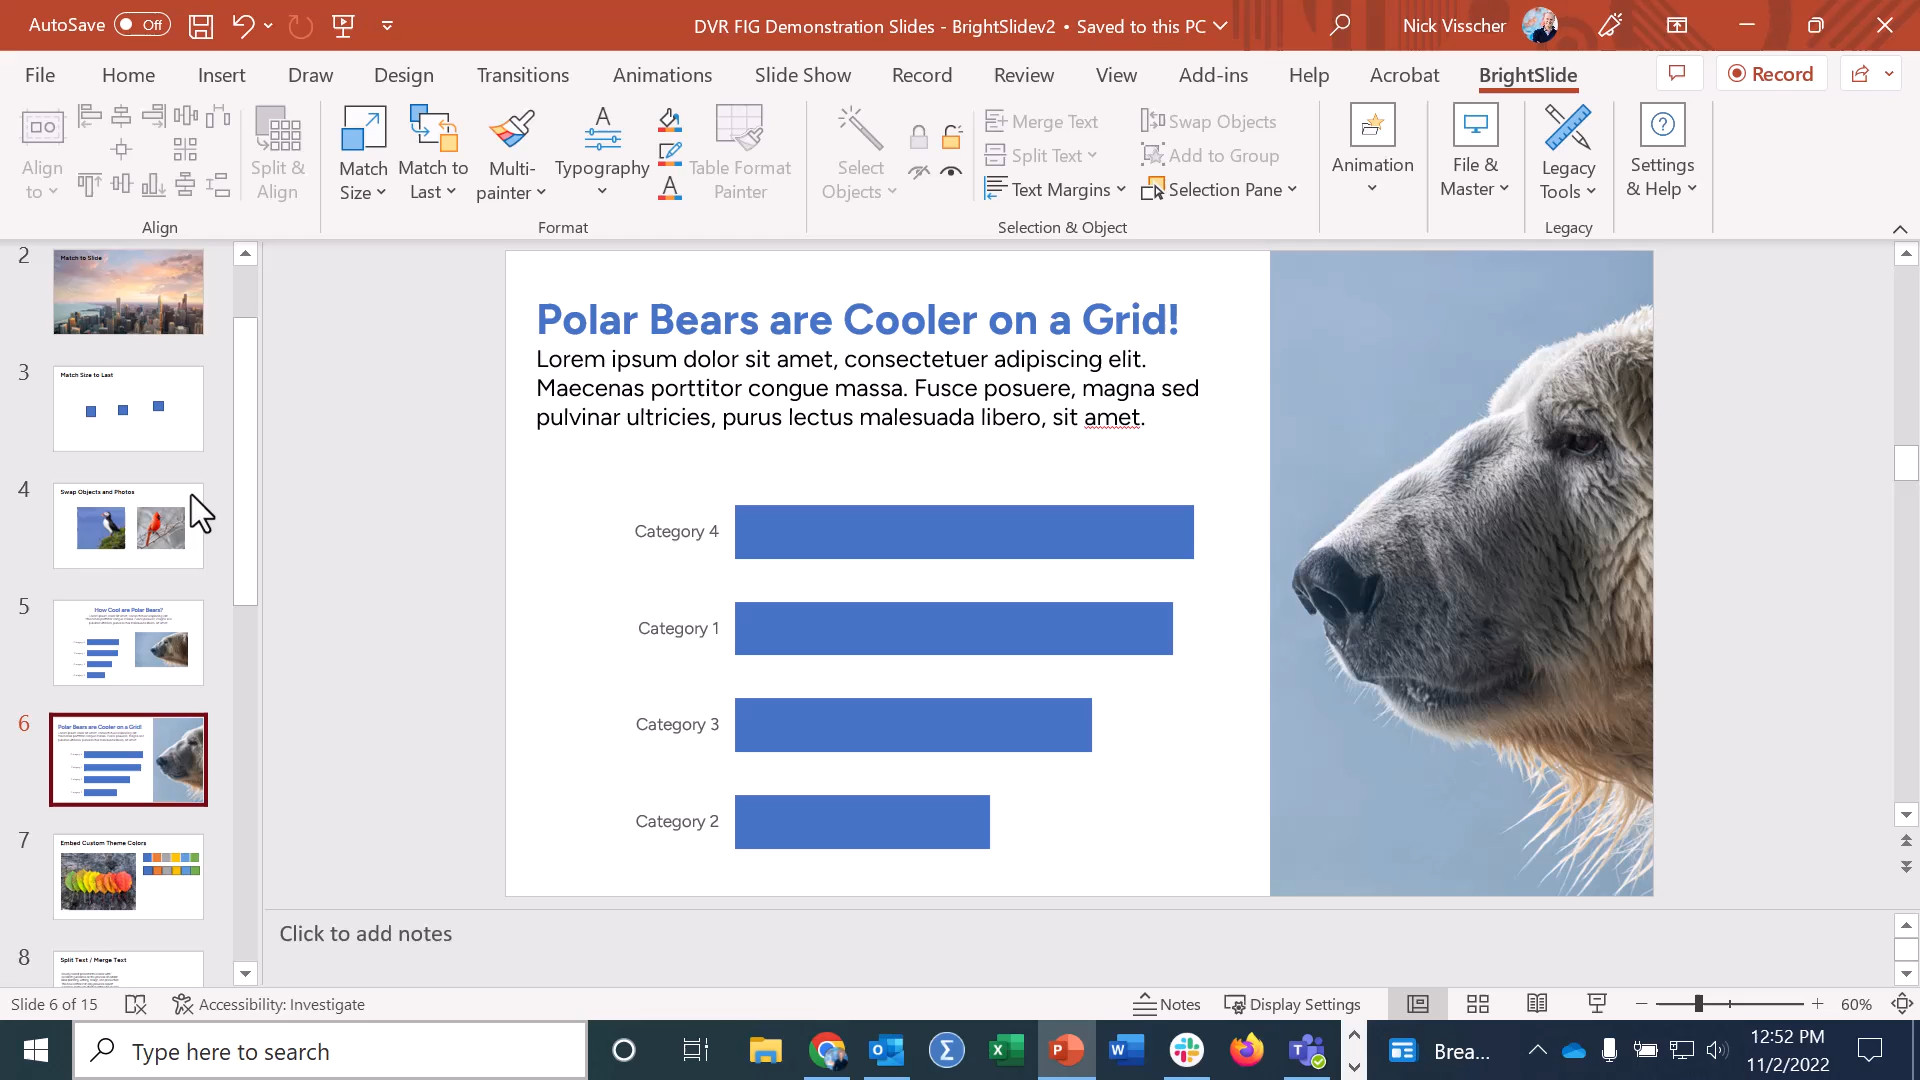 AutoSave Off
DVR FIG Demonstration Slides - BrightSlidev2 • Saved to this PC
Nick Visscher
File Home Insert Draw Design Transitions Animations Slide Show Record Review View Add-ins Help Acrobat BrightSlide Record
Align to
Split & Align
Align
Match Size
Match to Last
Multi-painter
Typography
Table Format Painter
Format
Select Objects
Merge Text
Split Text
Text Margins
Swap Objects
Add to Group
Selection Pane
Selection & Object
Animation
File & Master
Legacy Tools
Legacy
Settings & Help
2
Match to Slide
3
Match Size to Last
4
Swap Objects and Photos
5
How Cool are Polar Bears?
6
Polar Bears are Cooler on a Grid!
7
Embed Custom Theme Colors
8
Split Text / Merge Text
Polar Bears are Cooler on a Grid!
Lorem ipsum dolor sit amet, consectetuer adipiscing elit.
Maecenas porttitor congue massa. Fusce posuere, magna sed
pulvinar ultricies, purus lectus malesuada libero, sit amet.
Category 4
Category 1
Category 3
Category 2
Click to add notes
Slide 6 of 15
Accessibility: Investigate
Notes
Display Settings
60%
Type here to search
Brea...
12:52 PM
11/2/2022